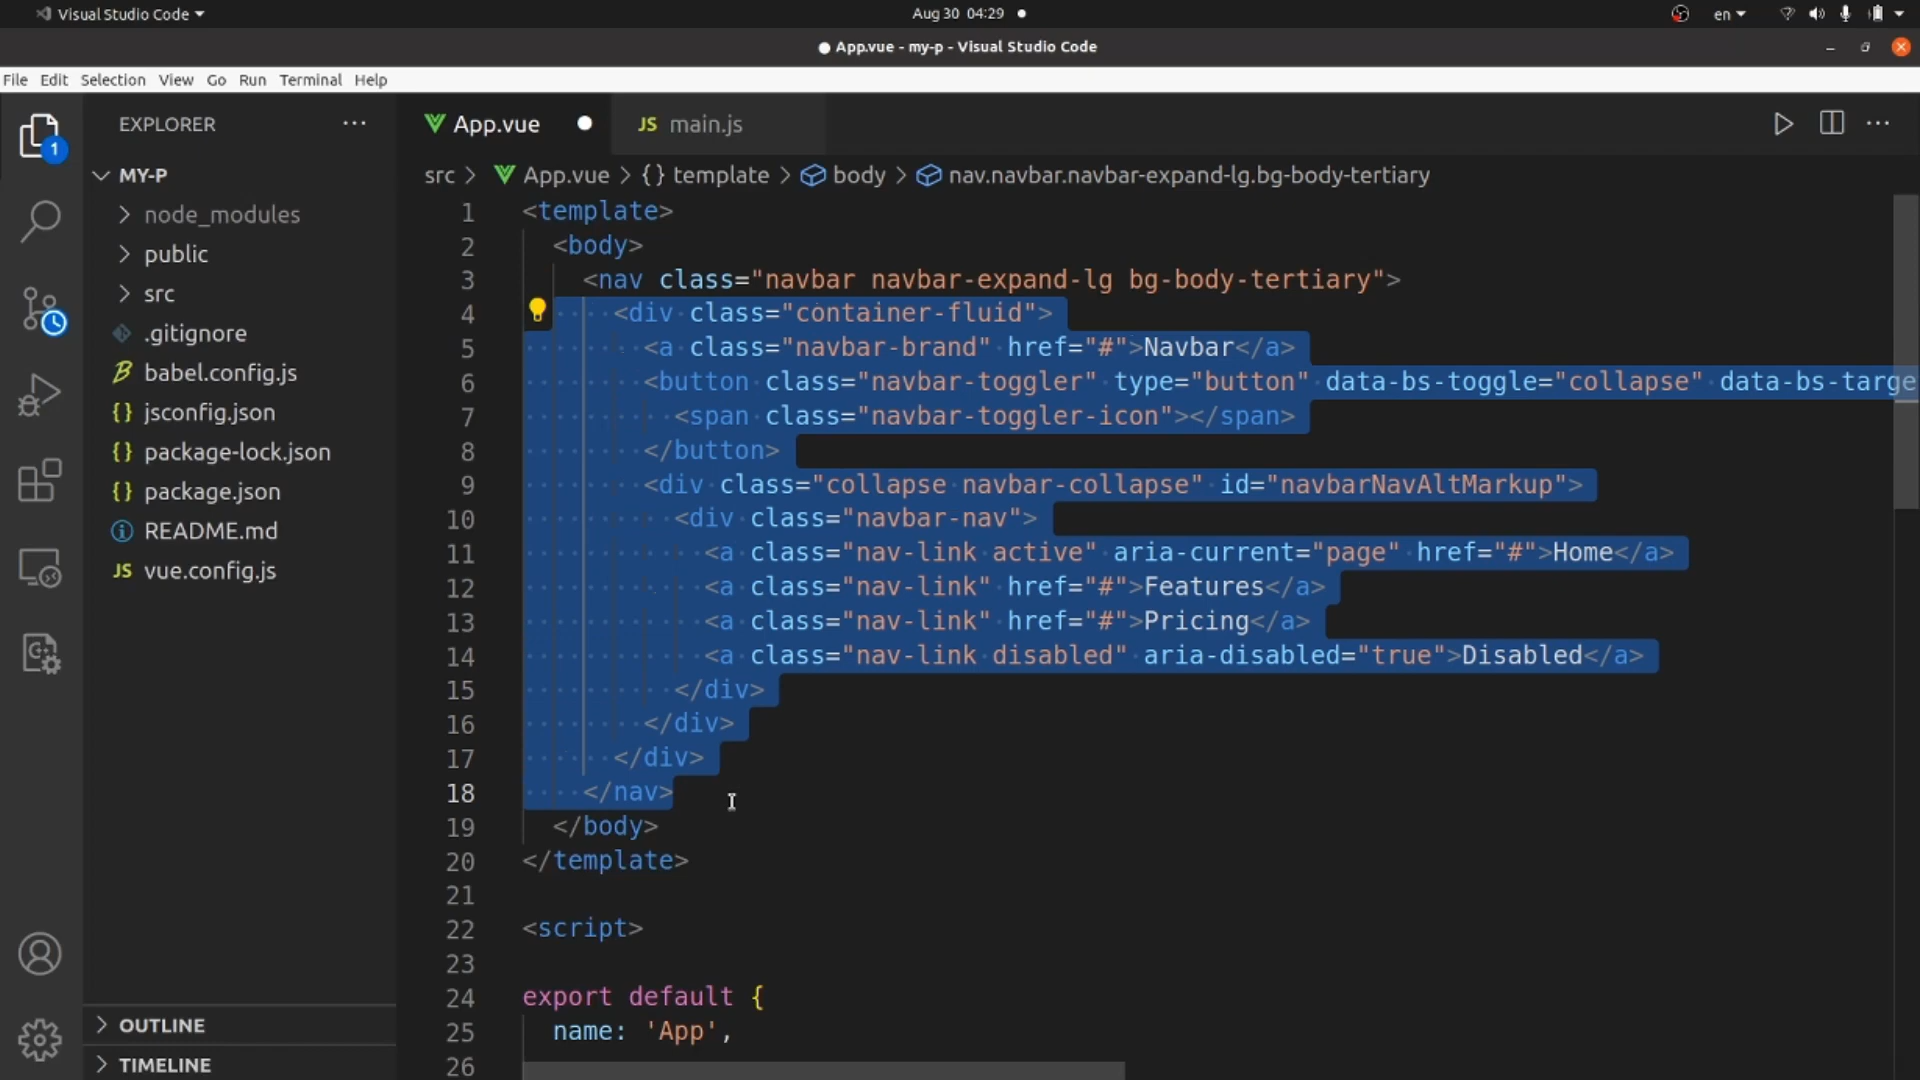 Visual Studio Code
Aug 30 04:29
en
App.vue - my-p - Visual Studio Code
File Edit Selection View Go Run Terminal Help
EXPLORER
App.vue
JS main.js
1
MY-P
src > App.vue > {} template > body > nav.navbar.navbar-expand-lg.bg-body-tertiary
node_modules
public
src
.gitignore
babel.config.js
{} jsconfig.json
{} package-lock.json
{} package.json
README.md
JS vue.config.js
OUTLINE
TIMELINE
1 <template>
2 <body>
3 <nav class="navbar navbar-expand-lg bg-body-tertiary">
4 <div class="container-fluid">
5 <a class="navbar-brand" href="#">Navbar</a>
6 <button class="navbar-toggler" type="button" data-bs-toggle="collapse" data-bs-targe
7 <span class="navbar-toggler-icon"></span>
8 </button>
9 <div class="collapse navbar-collapse" id="navbarNavAltMarkup">
10 <div class="navbar-nav">
11 <a class="nav-link active" aria-current="page" href="#">Home</a>
12 <a class="nav-link" href="#">Features</a>
13 <a class="nav-link" href="#">Pricing</a>
14 <a class="nav-link disabled" aria-disabled="true">Disabled</a>
15 </div>
16 </div>
17 </div>
18 </nav>
19 </body>
20 </template>
21
22 <script>
23
24 export default {
25 name: 'App',
26